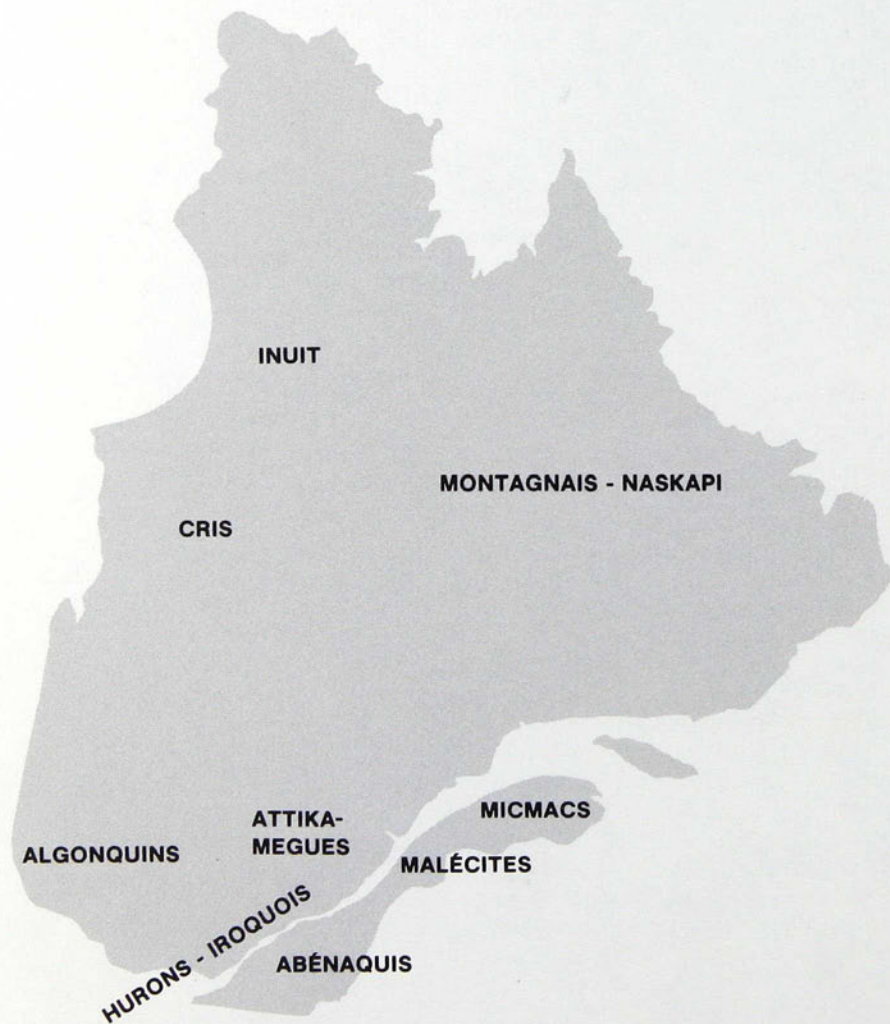 INUIT
MONTAGNAIS - NASKAPI
CRIS
MICMACS
ATTIKA-
MEGUES
ALGONQUINS
MALÉCITES
HURONS - IROQUOIS
ABÉNAQUIS